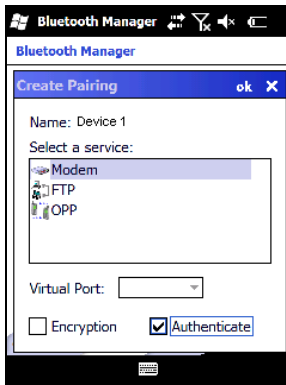 Bluetooth Manager
Bluetooth Manager
Create Pairing ok
Name: Device 1
Select a service:
Modem
FTP
OPP
Virtual Port:
Encryption Authenticate